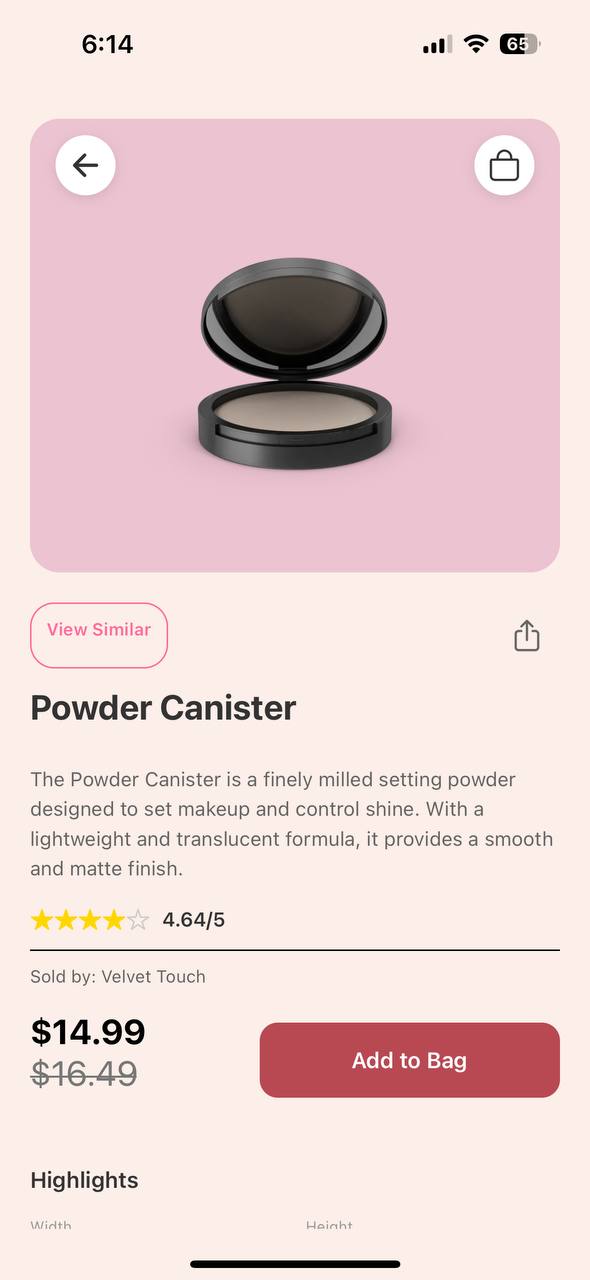 6:14
65
View Similar
Powder Canister
The Powder Canister is a finely milled setting powder
designed to set makeup and control shine. With a
lightweight and translucent formula, it provides a smooth
and matte finish.
4.64/5
Sold by: Velvet Touch
$14.99
$16.49
Add to Bag
Highlights
Width
Height